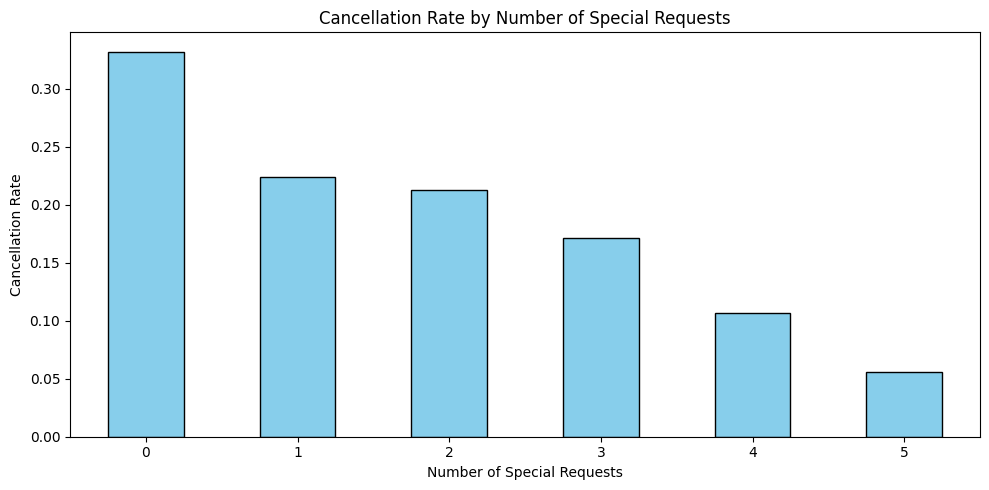 Cancellation Rate by Number of Special Requests
0.30
0.25
0.20
0.15
0.10
0.05
0.00
Cancellation Rate
0 1 2 3 4 5
Number of Special Requests